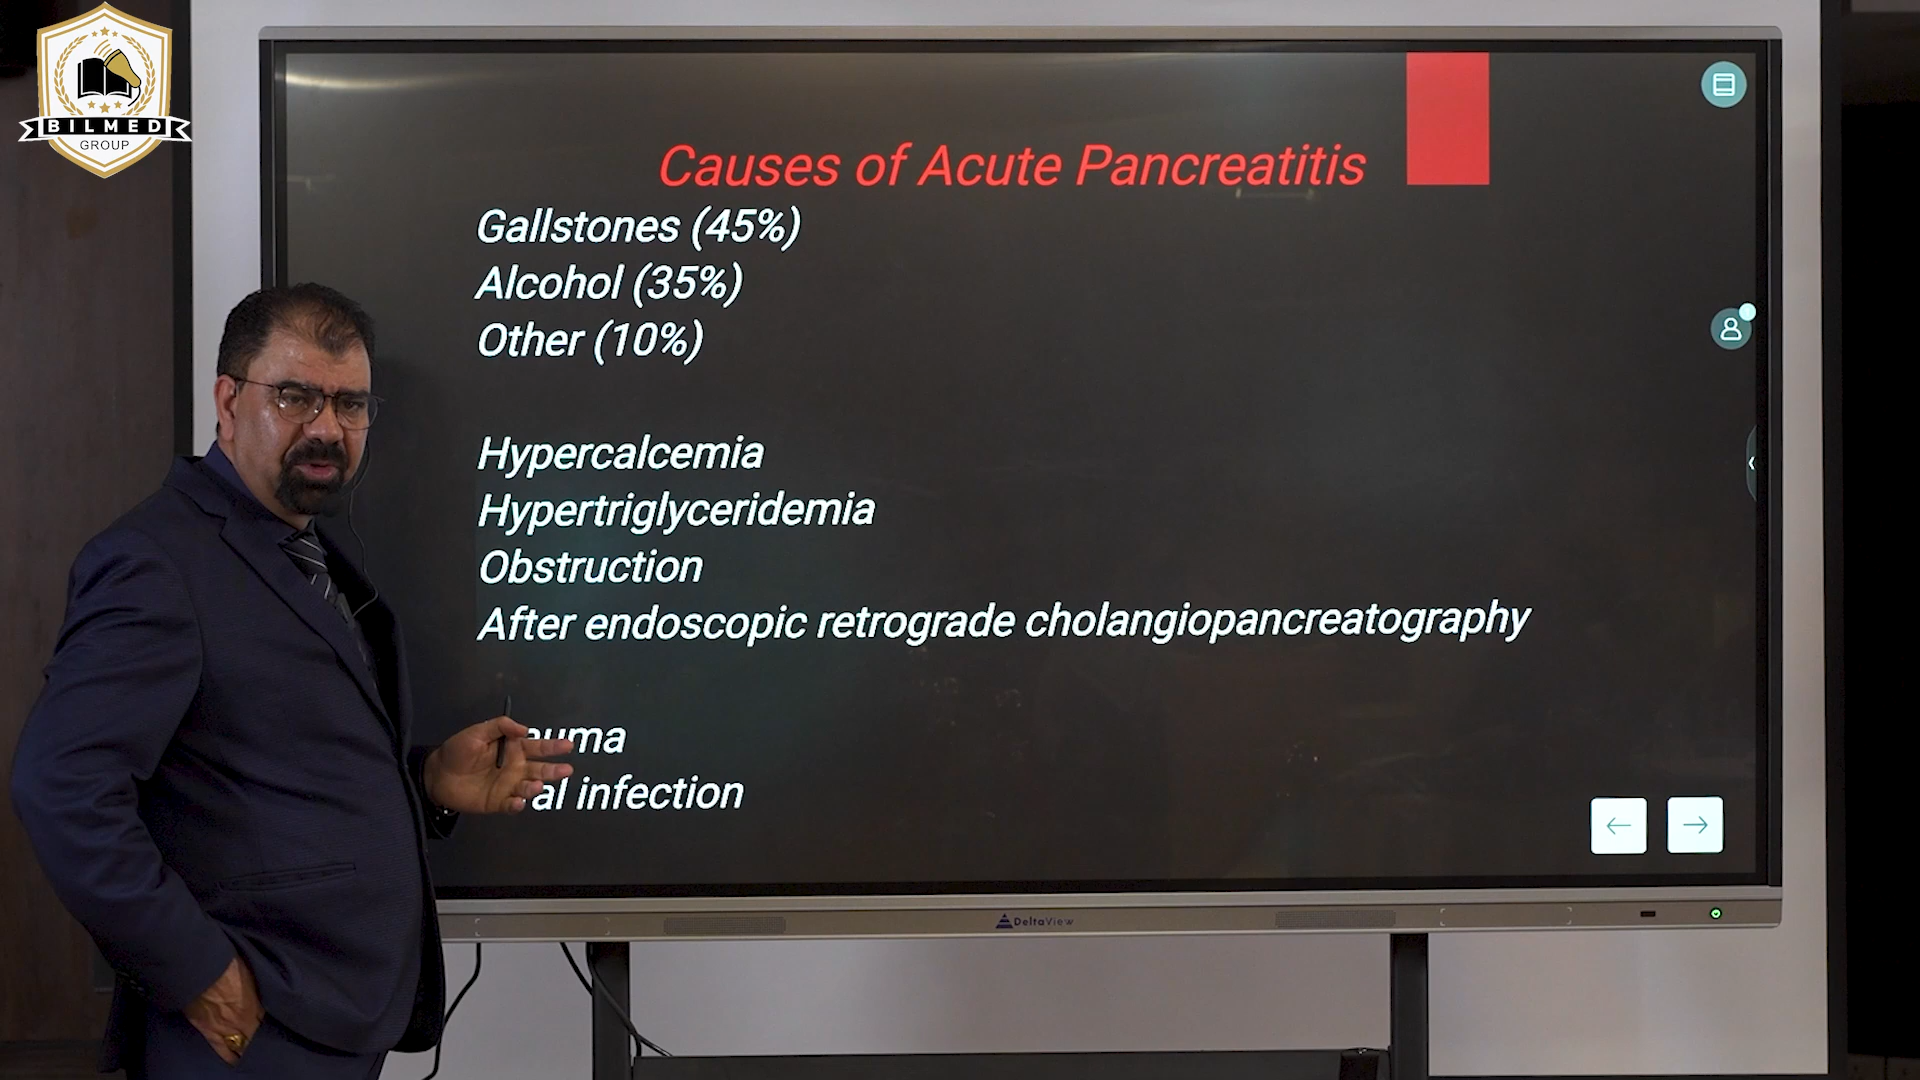 BILMED
GROUP
Causes of Acute Pancreatitis
Gallstones (45%)
Alcohol (35%)
Other (10%)
Hypercalcemia
Hypertriglyceridemia
Obstruction
After endoscopic retrograde cholangiopancreatography
infection
DeltaView